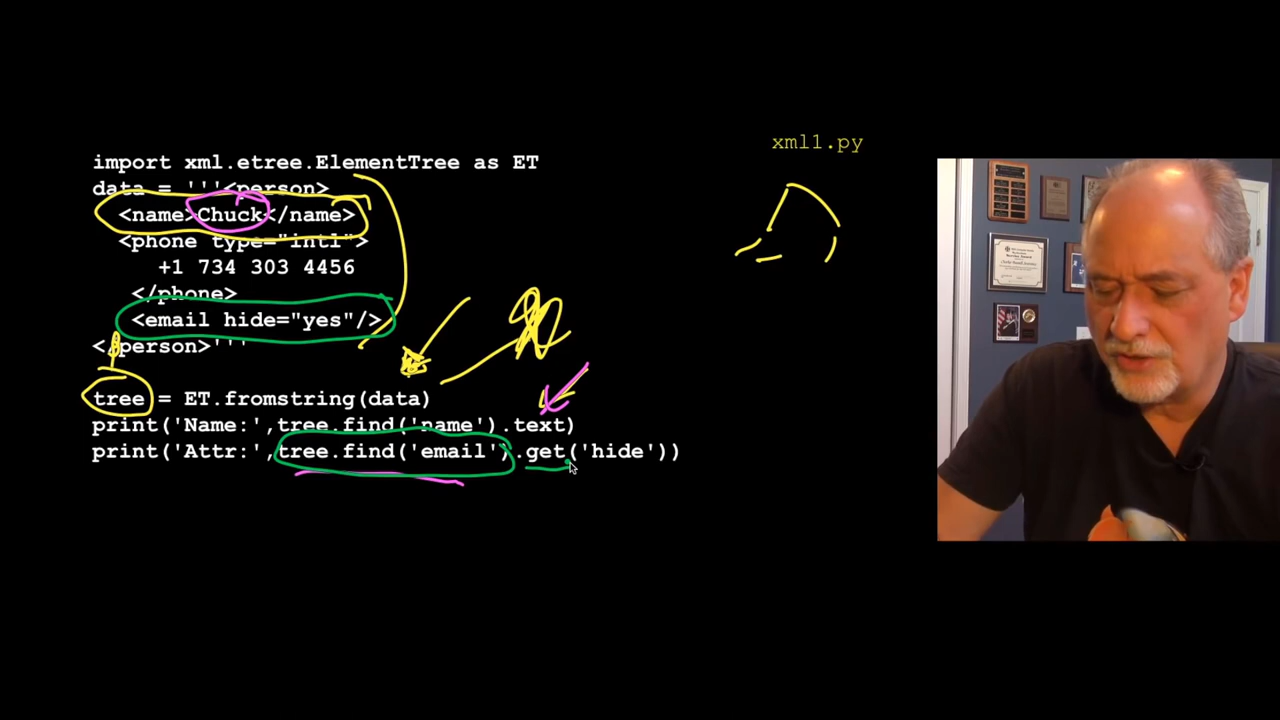 xml1.py
import xml.etree.ElementTree as ET
data = '''<person>
<name>Chuck</name>
<phone type="intl">
+1 734 303 4456
</phone>
<email hide="yes"/>
</person>'''
tree = ET.fromstring(data)
print('Name:',tree.find('name').text)
print('Attr:',tree.find('email').get('hide'))